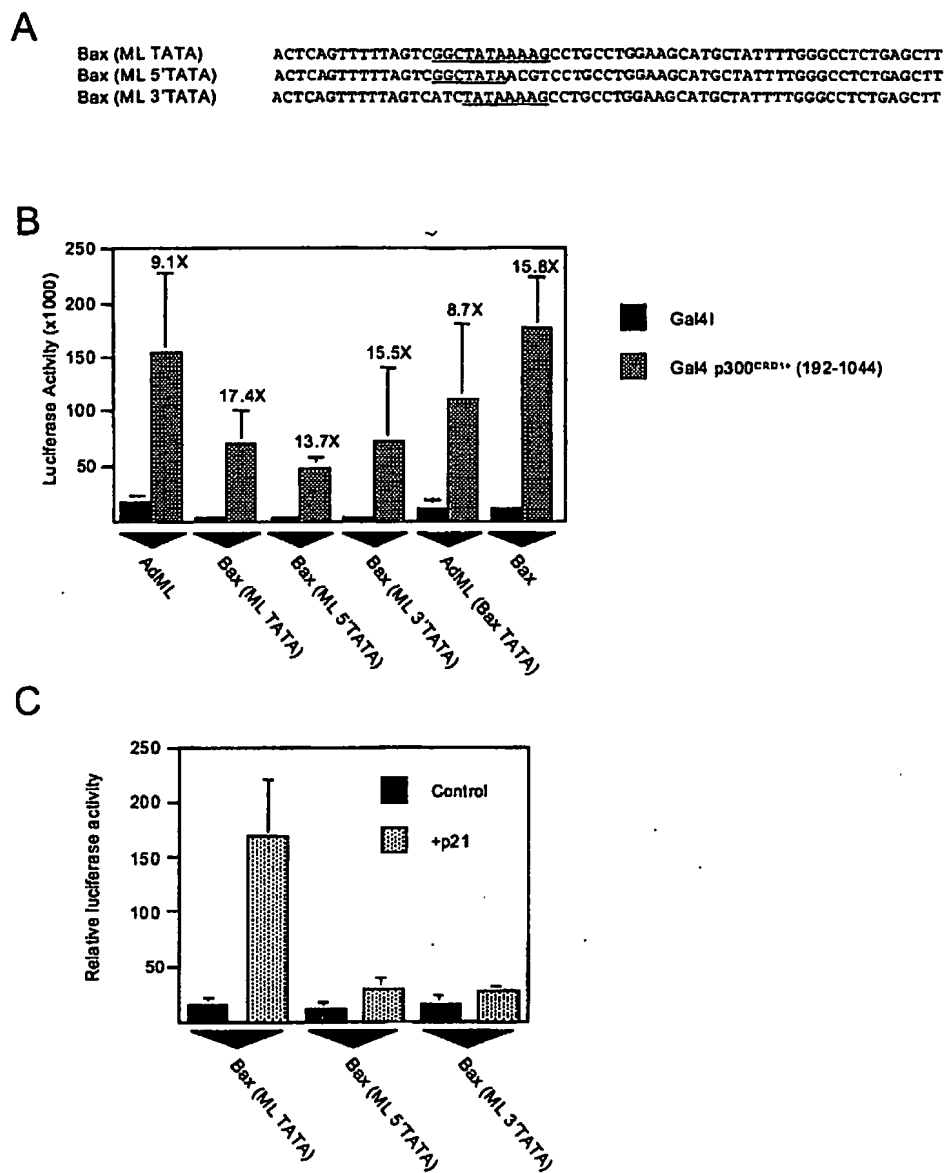 A
Bax (ML TATA) ACTCAGTTTTTAGTCGGCTATAAAAGCCTGCCTGGAAGCATGCTATTTTGGGCCTCTGAGCTT
Bax (ML 5'TATA) ACTCAGTTTTTAGTCGGCTATAACGTCCTGCCTGGAAGCATGCTATTTTGGGCCTCTGAGCTT
Bax (ML 3'TATA) ACTCAGTTTTTAGTCATCTATAAAAGCCTGCCTGGAAGCATGCTATTTTGGGCCTCTGAGCTT
B
Luciferase Activity (x1000)
250
200
150
100
50
9.1X
17.4X
13.7X
15.5X
8.7X
15.8X
Gal4I
Gal4 p300CRD1+ (192-1044)
AdML
Bax (ML TATA)
Bax (ML 5'TATA)
Bax (ML 3'TATA)
AdML (Bax TATA)
Bax
C
Relative luciferase activity
250
200
150
100
50
Control
+p21
Bax (ML TATA)
Bax (ML 5'TATA)
Bax (ML 3'TATA)